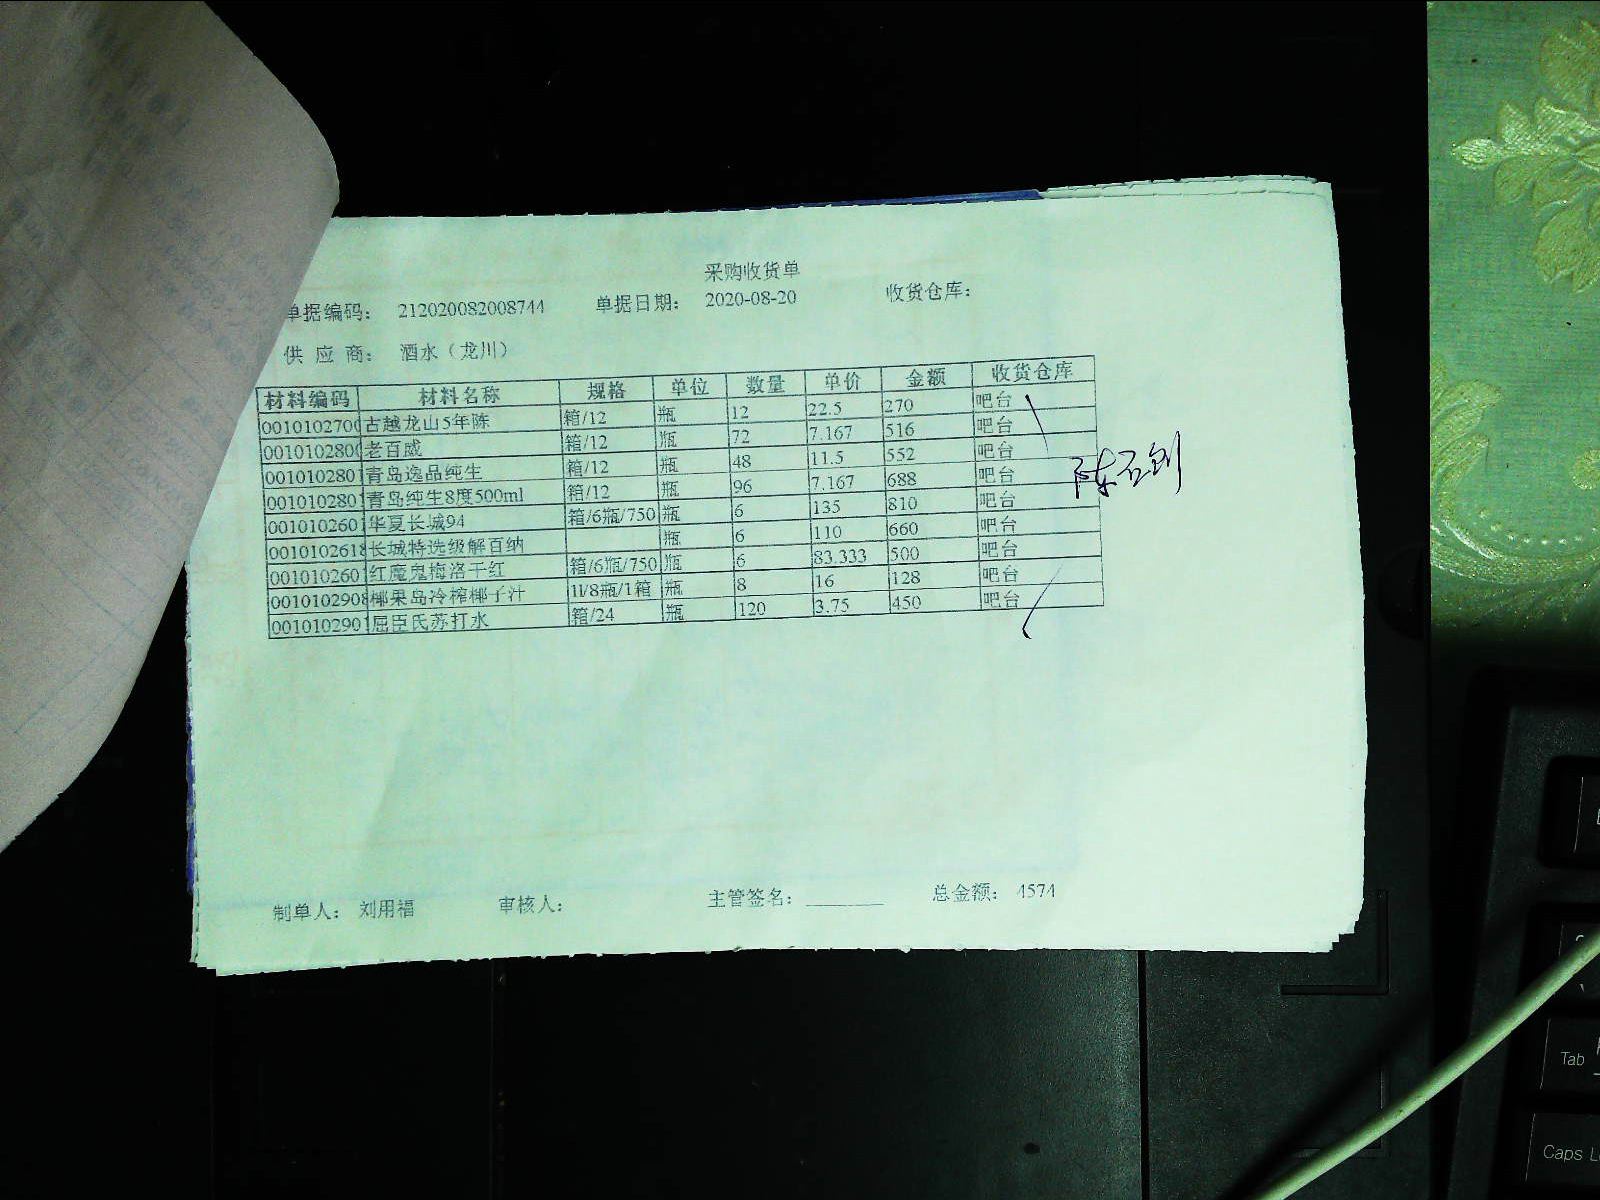 采购收货单
单据编码: 212020082008744 单据日期: 2020-08-20 收货仓库:
供应商: 酒水（龙川）
材料编码 材料名称 规格 单位 数量 单价 金额 收货仓库
001010270 古越龙山5年陈 箱/12 瓶 12 22.5 270 吧台
001010280 老百威 箱/12 瓶 72 7.167 516 吧台
001010280 青岛逸品纯生 箱/12 瓶 48 11.5 552 吧台
001010280 青岛纯生8度500ml 箱/12 瓶 96 7.167 688 吧台
001010260 华夏长城94 箱/6瓶/750 瓶 6 135 810 吧台
001010261 长城特选级解百纳 瓶 6 110 660 吧台
001010260 红魔鬼梅洛干红 箱/6瓶/750 瓶 6 83.333 500 吧台
001010290 椰果岛冷榨椰子汁 1l/8瓶/1箱 瓶 8 16 128 吧台
001010290 屈臣氏苏打水 箱/24 瓶 120 3.75 450 吧台
制单人: 刘用福 审核人: 主管签名: 总金额: 4574
Tab
Caps L